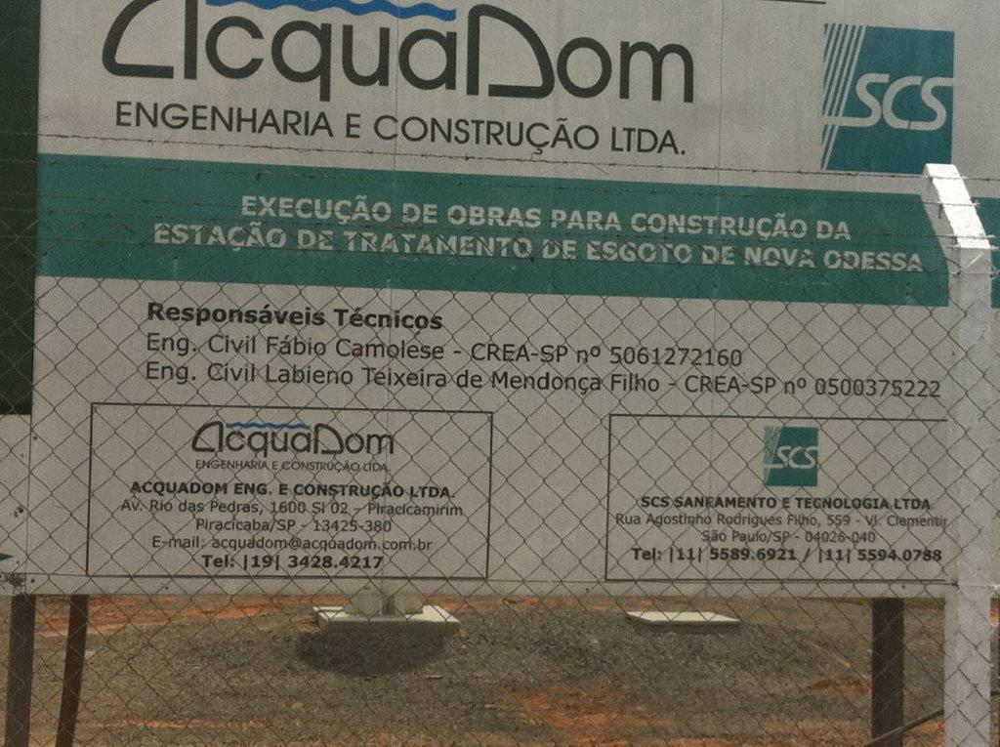 AcquaDom
ENGENHARIA E CONSTRUÇÃO LTDA.
SCS
EXECUÇÃO DE OBRAS PARA CONSTRUÇÃO DA
ESTAÇÃO DE TRATAMENTO DE ESGOTO DE NOVA ODESSA
Responsáveis Técnicos
Eng. Civil Fábio Camolese - CREA-SP nº 5061272160
Eng. Civil Labieno Teixeira de Mendonça Filho - CREA-SP nº 0500375222
AcquaDom
ENGENHARIA E CONSTRUÇÃO LTDA.
ACQUADOM ENG. E CONSTRUÇÃO LTDA.
Av. Rio das Pedras, 1600 Sl 02 - Piracicamirim
Piracicaba/SP - 13425-380
E-mail: acquadom@acquadom.com.br
Tel: |19| 3428.4217
SCS
SCS SANEAMENTO E TECNOLOGIA LTDA
Rua Agostinho Rodrigues Filho, 559 - Vl. Clementi
São Paulo/SP - 04026-040
Tel: |11| 5589.6921 / |11| 5594.0788